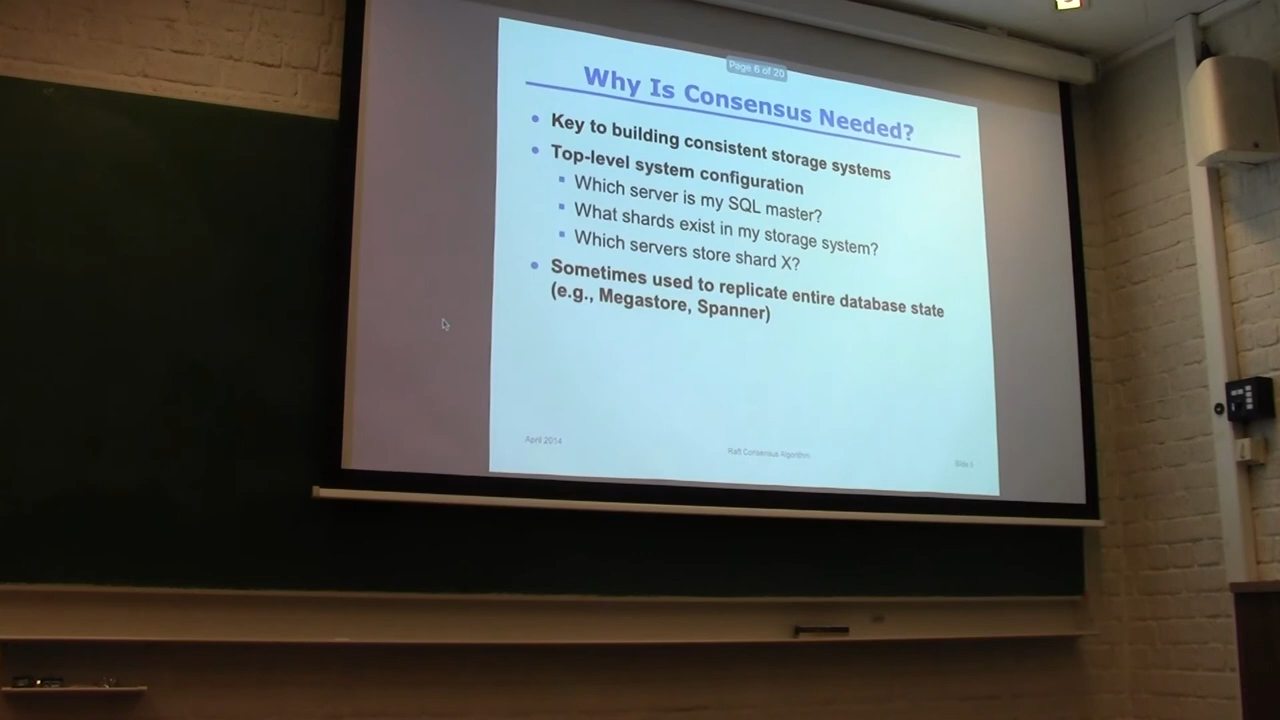 Page 6 of 20
Why Is Consensus Needed?
• Key to building consistent storage systems
• Top-level system configuration
▪ Which server is my SQL master?
▪ What shards exist in my storage system?
▪ Which servers store shard X?
• Sometimes used to replicate entire database state
(e.g., Megastore, Spanner)
April 2014
Raft Consensus Algorithm
Slide